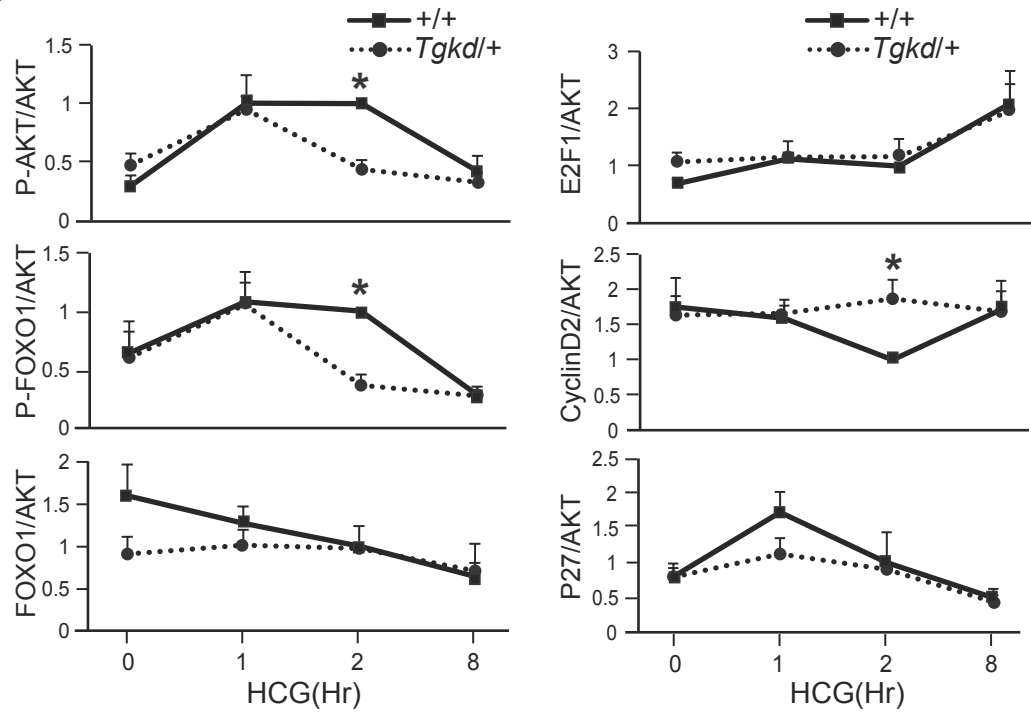 +/+
Tgkd/+
P-AKT/AKT
1.5
1
0.5
0
*
P-FOXO1/AKT
1.5
1
0.5
0
*
FOXO1/AKT
2
1.5
1
0.5
0
0 1 2 8
HCG(Hr)
+/+
Tgkd/+
E2F1/AKT
3
2
1
0
CyclinD2/AKT
2.5
2
1.5
1
0.5
0
*
P27/AKT
2.5
2
1.5
1
0.5
0
0 1 2 8
HCG(Hr)